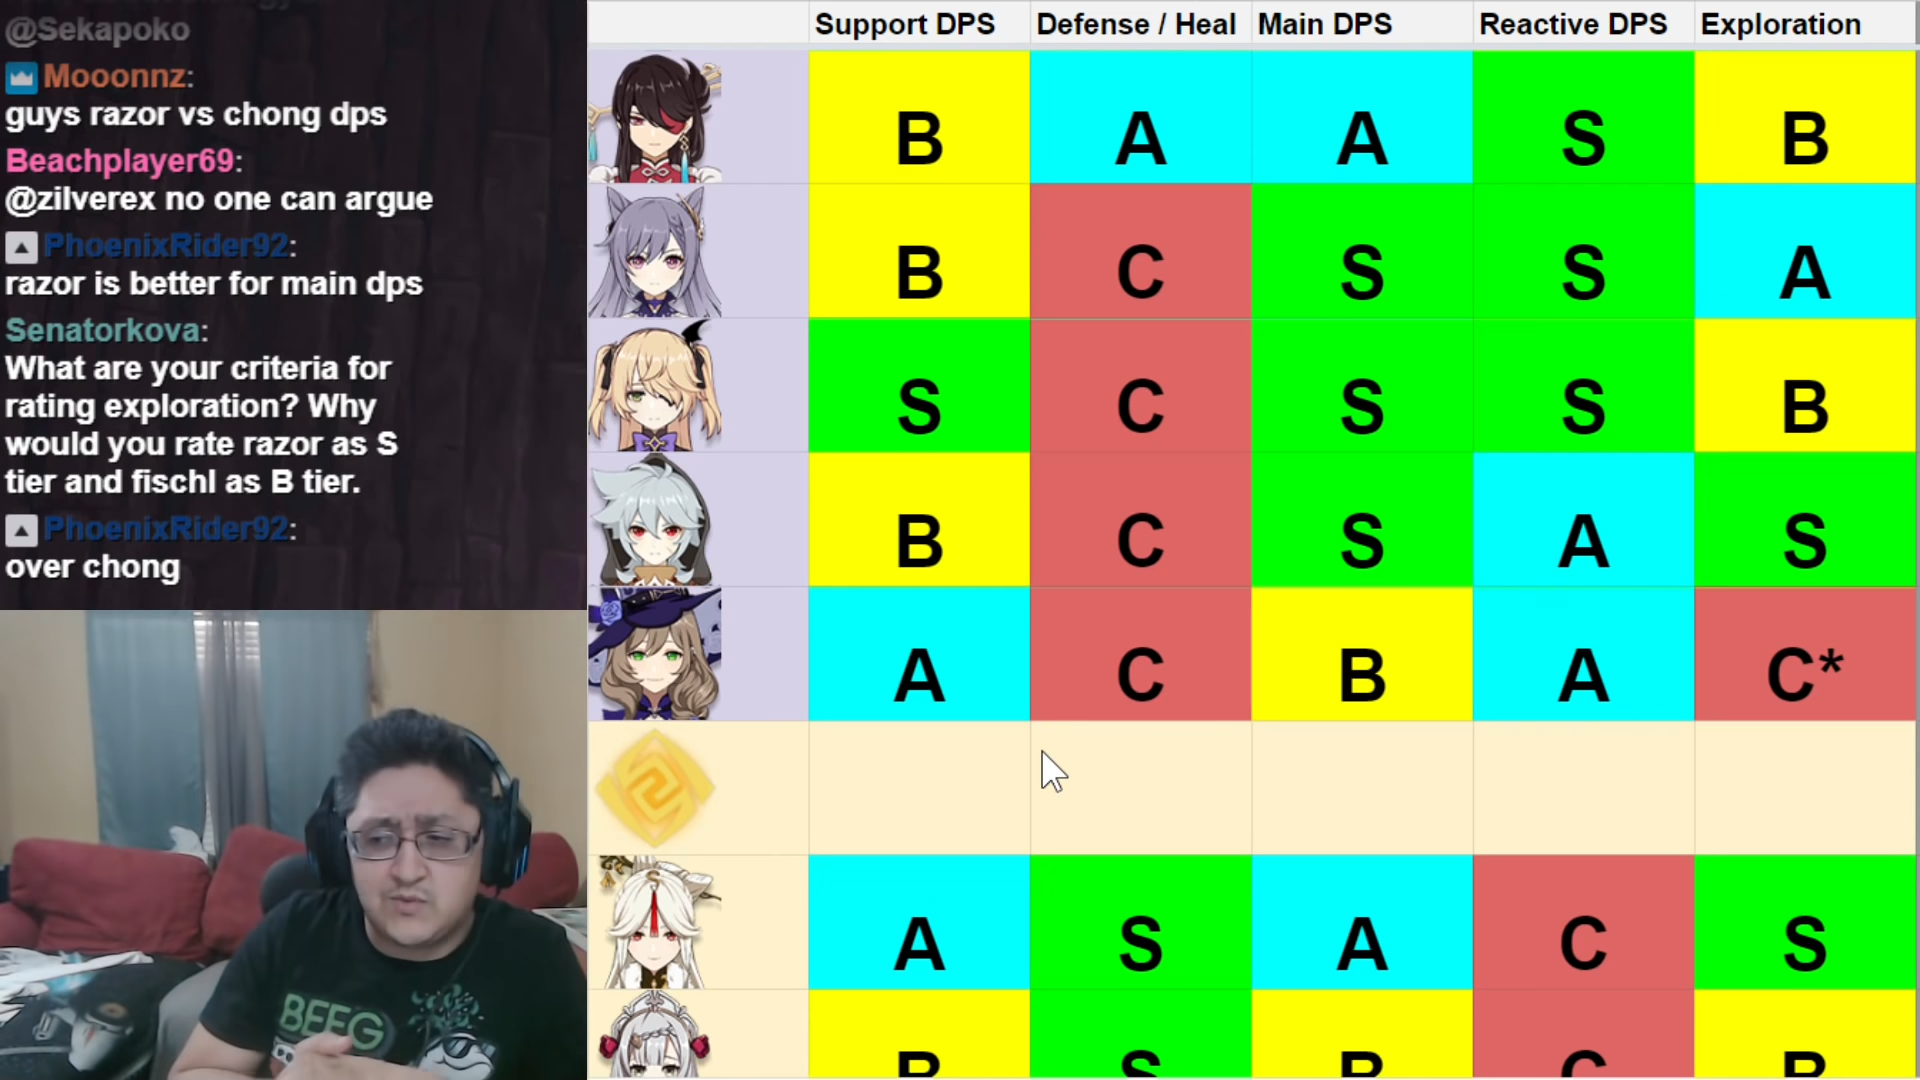 @Sekapoko
Mooonnz:
guys razor vs chong dps
Beachplayer69:
@zilverex no one can argue
PhoenixRider92:
razor is better for main dps
Senatorkova:
What are your criteria for
rating exploration? Why
would you rate razor as S
tier and fischl as B tier.
PhoenixRider92:
over chong
BEEG
Support DPS Defense / Heal Main DPS Reactive DPS Exploration
B A A S B
B C S S A
S C S S B
B C S A S
A C B A C*
A S A C S
B S B C B